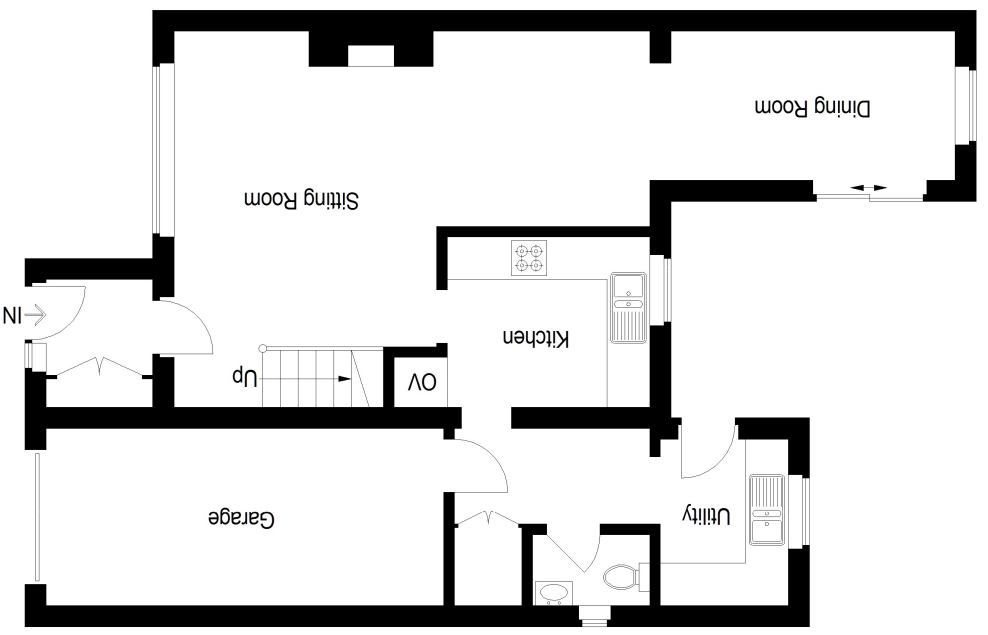 Utility
Garage
OV
Up
Kitchen
IN
Sitting Room
Dining Room